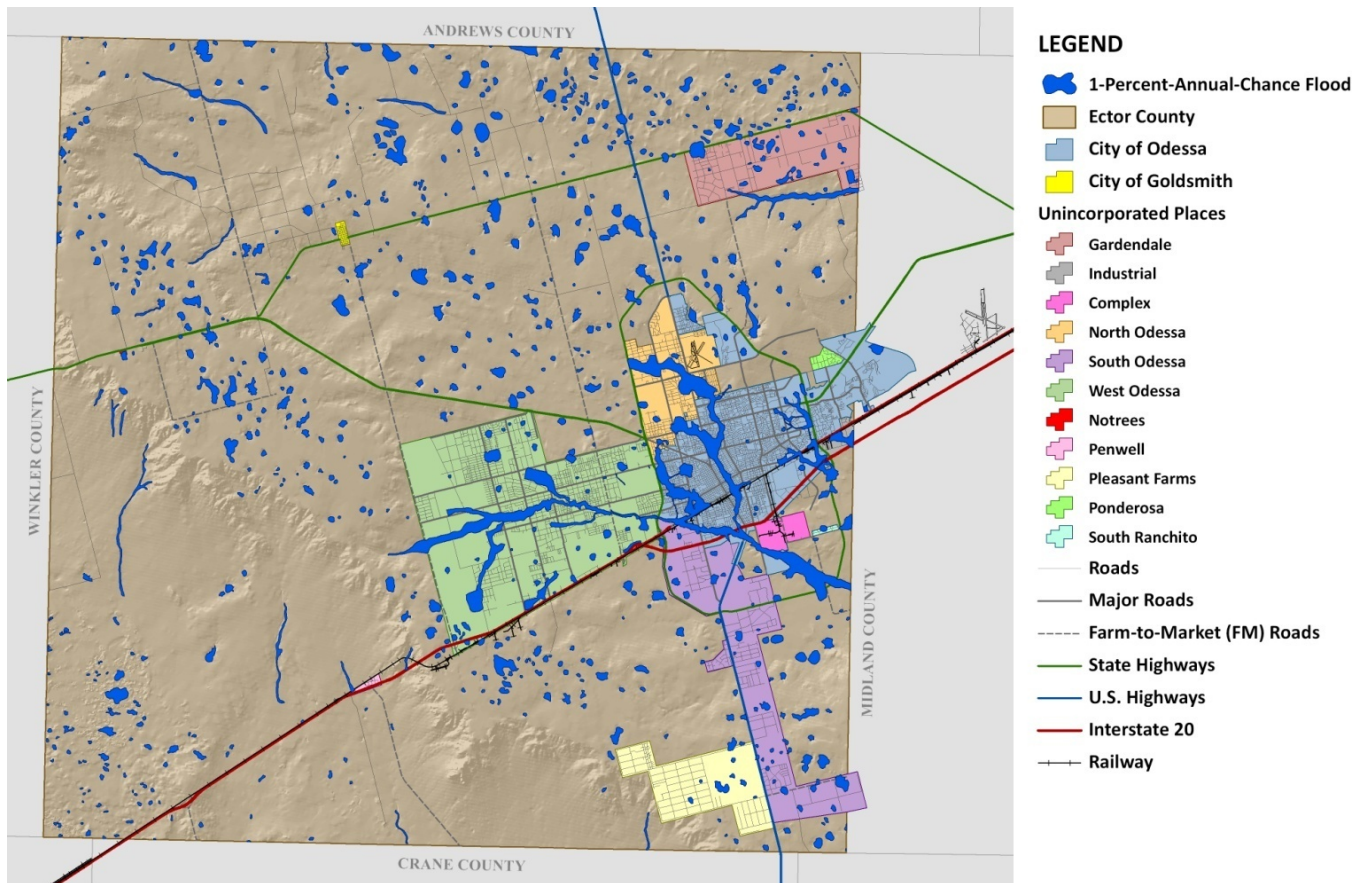 ANDREWS COUNTY
WINKLER COUNTY
MIDLAND COUNTY
CRANE COUNTY
LEGEND
1-Percent-Annual-Chance Flood
Ector County
City of Odessa
City of Goldsmith
Unincorporated Places
Gardendale
Industrial
Complex
North Odessa
South Odessa
West Odessa
Notrees
Penwell
Pleasant Farms
Ponderosa
South Ranchito
Roads
Major Roads
Farm-to-Market (FM) Roads
State Highways
U.S. Highways
Interstate 20
Railway